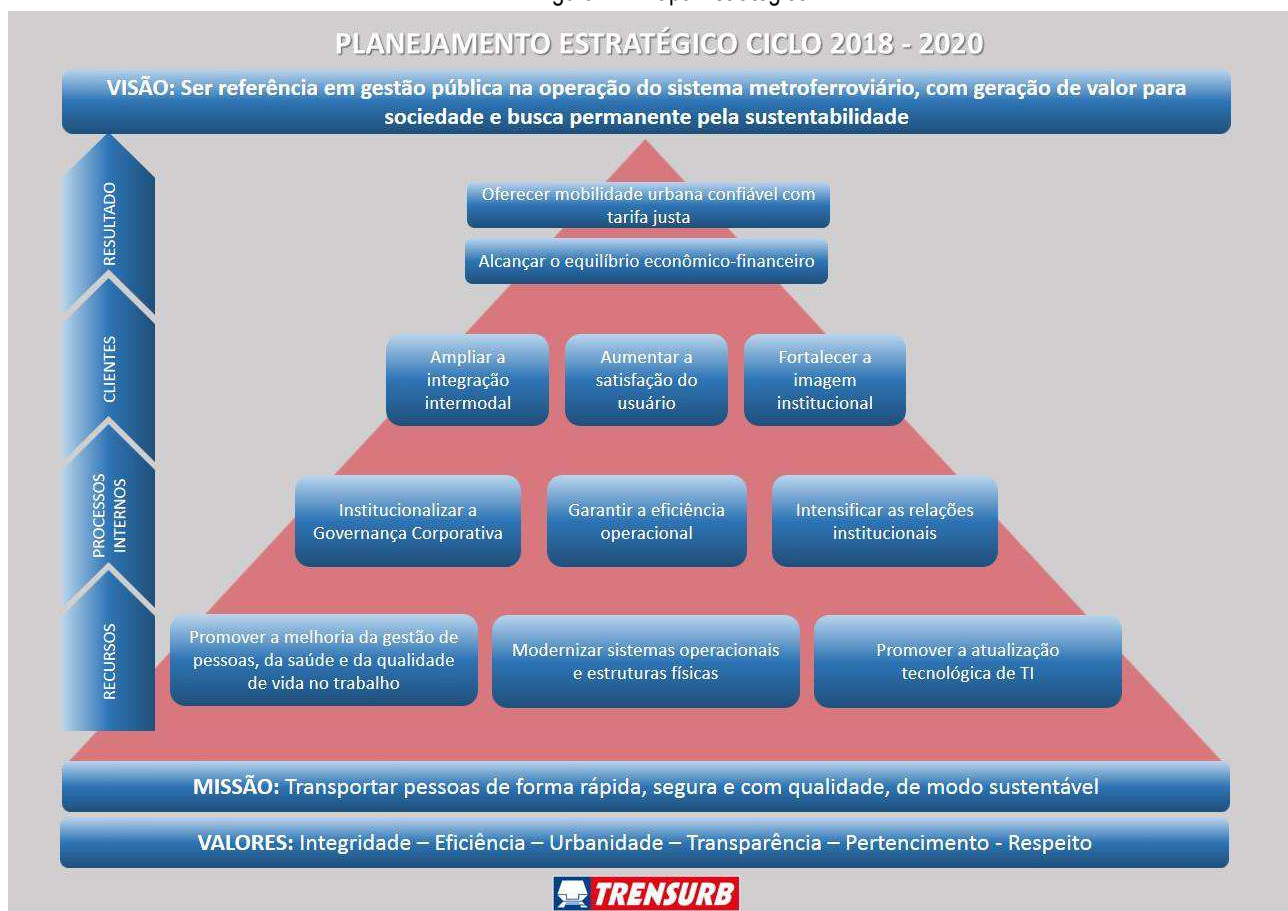 PLANEJAMENTO ESTRATÉGICO CICLO 2018 - 2020
VISÃO: Ser referência em gestão pública na operação do sistema metroferroviário, com geração de valor para
sociedade e busca permanente pela sustentabilidade
RESULTADO
Oferecer mobilidade urbana confiável com
tarifa justa
Alcançar o equilíbrio econômico-financeiro
CLIENTES
Ampliar a
integração
intermodal
Aumentar a
satisfação do
usuário
Fortalecer a
imagem
institucional
PROCESSOS
INTERNOS
Institucionalizar a
Governança Corporativa
Garantir a eficiência
operacional
Intensificar as relações
institucionais
RECURSOS
Promover a melhoria da gestão de
pessoas, da saúde e da qualidade
de vida no trabalho
Modernizar sistemas operacionais
e estruturas físicas
Promover a atualização
tecnológica de TI
MISSÃO: Transportar pessoas de forma rápida, segura e com qualidade, de modo sustentável
VALORES: Integridade – Eficiência – Urbanidade – Transparência – Pertencimento - Respeito
TRENSURB